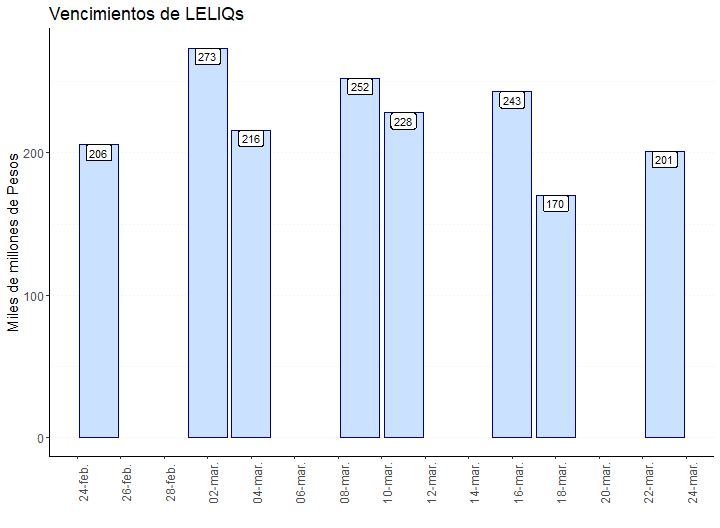 Vencimientos de LELIQs
Miles de millones de Pesos
200
100
0
206
273
216
252
228
243
170
201
24-feb.
26-feb.
28-feb.
02-mar.
04-mar.
06-mar.
08-mar.
10-mar.
12-mar.
14-mar.
16-mar.
18-mar.
20-mar.
22-mar.
24-mar.